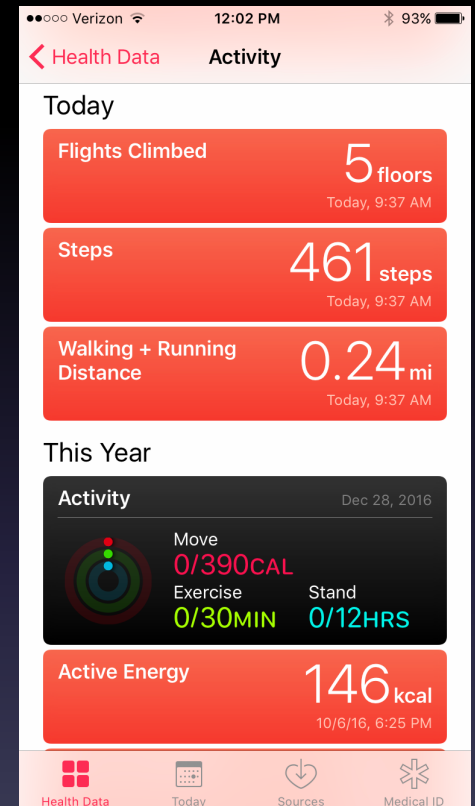 Verizon 12:02 PM 93%
Health Data Activity
Today
Flights Climbed
5 floors
Today, 9:37 AM
Steps
461 steps
Today, 9:37 AM
Walking + Running
Distance
0.24 mi
Today, 9:37 AM
This Year
Activity Dec 28, 2016
Move
0/390CAL
Exercise Stand
0/30MIN 0/12HRS
Active Energy
146 kcal
10/6/16, 6:25 PM
Health Data Today Sources Medical ID